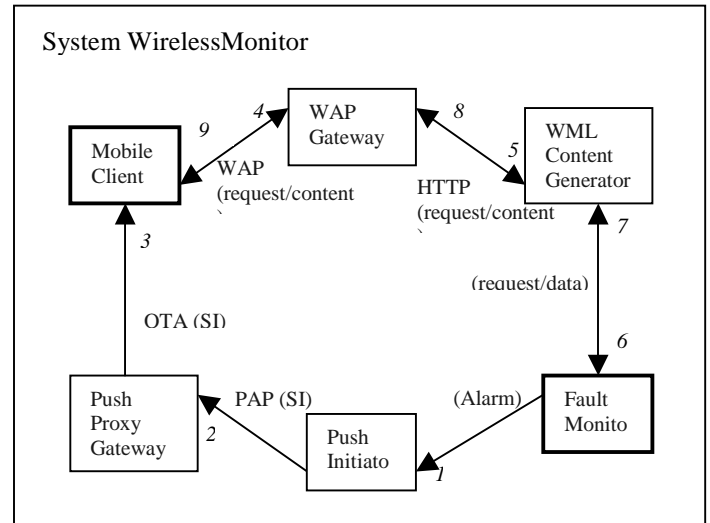 System WirelessMonitor
WAP
Gateway
WML
Content
Generator
Mobile
Client
9
4
8
5
WAP
(request/content
)
HTTP
(request/content
)
7
3
(request/data)
6
OTA (SI)
Push
Proxy
Gateway
PAP (SI)
2
(Alarm)
Fault
Monito
Push
Initiato
1